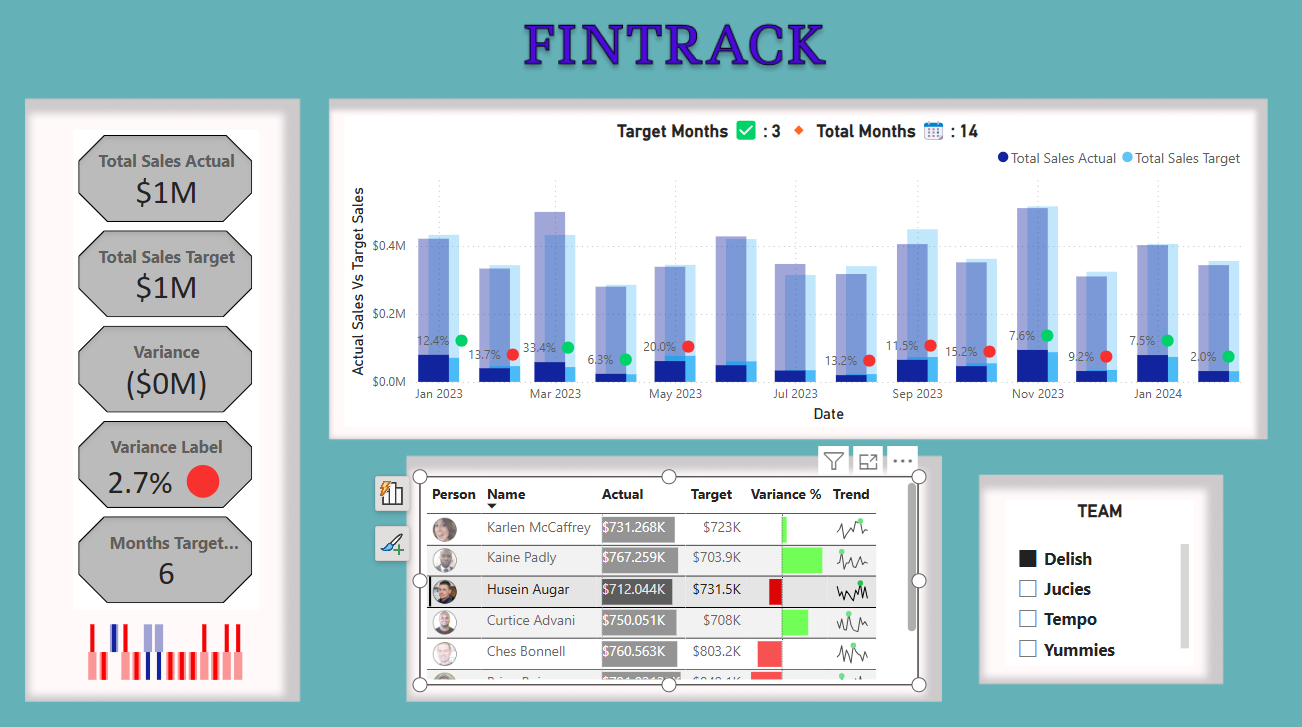 FINTRACK
Total Sales Actual
$1M
Total Sales Target
$1M
Variance
($0M)
Variance Label
2.7%
Months Target...
6
Target Months ✅ : 3 🔸 Total Months 📅 : 14
Total Sales Actual Total Sales Target
Actual Sales Vs Target Sales
$0.4M
$0.2M
$0.0M
12.4% 13.7% 33.4% 6.3% 20.0% 13.2% 11.5% 15.2% 7.6% 9.2% 7.5% 2.0%
Jan 2023 Mar 2023 May 2023 Jul 2023 Sep 2023 Nov 2023 Jan 2024
Date
Person Name Actual Target Variance % Trend
Karlen McCaffrey $731.268K $723K
Kaine Padly $767.259K $703.9K
Husein Augar $712.044K $731.5K
Curtice Advani $750.051K $708K
Ches Bonnell $760.563K $803.2K
TEAM
Delish
Jucies
Tempo
Yummies